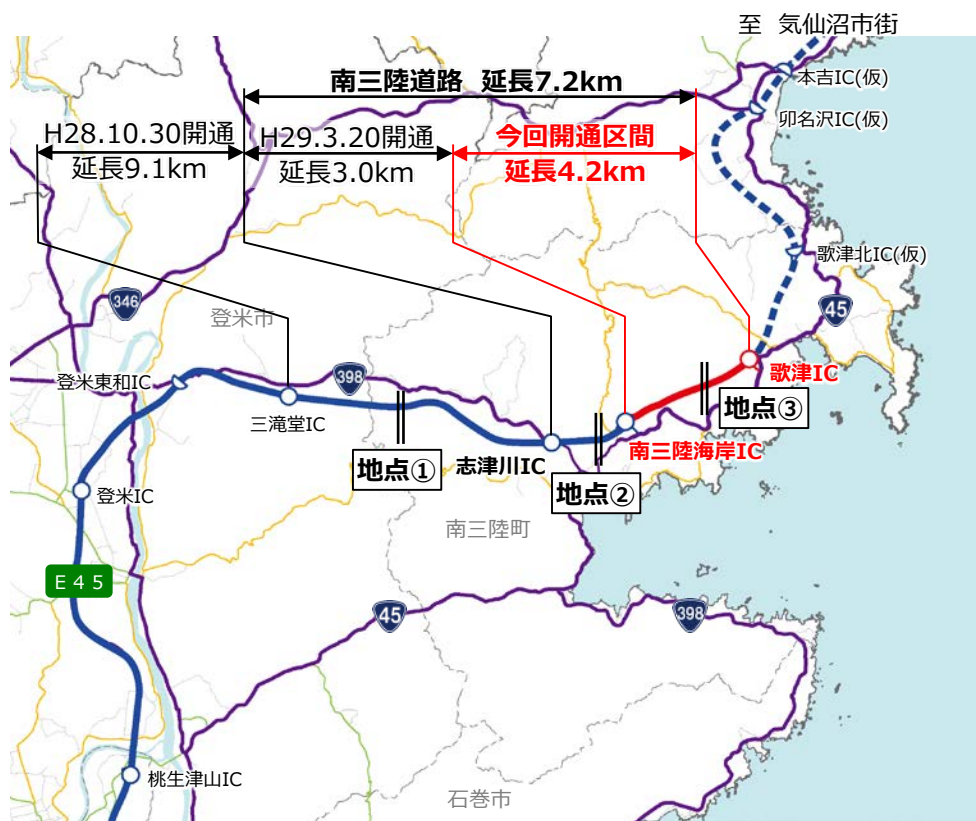 至 気仙沼市街
本吉IC(仮)
南三陸道路 延長7.2km
卯名沢IC(仮)
H28.10.30開通
延長9.1km
H29.3.20開通
延長3.0km
今回開通区間
延長4.2km
歌津北IC(仮)
346
45
登米市
歌津IC
398
登米東和IC
三滝堂IC
地点③
地点①
志津川IC
南三陸海岸IC
地点②
登米IC
南三陸町
E45
45
398
桃生津山IC
石巻市